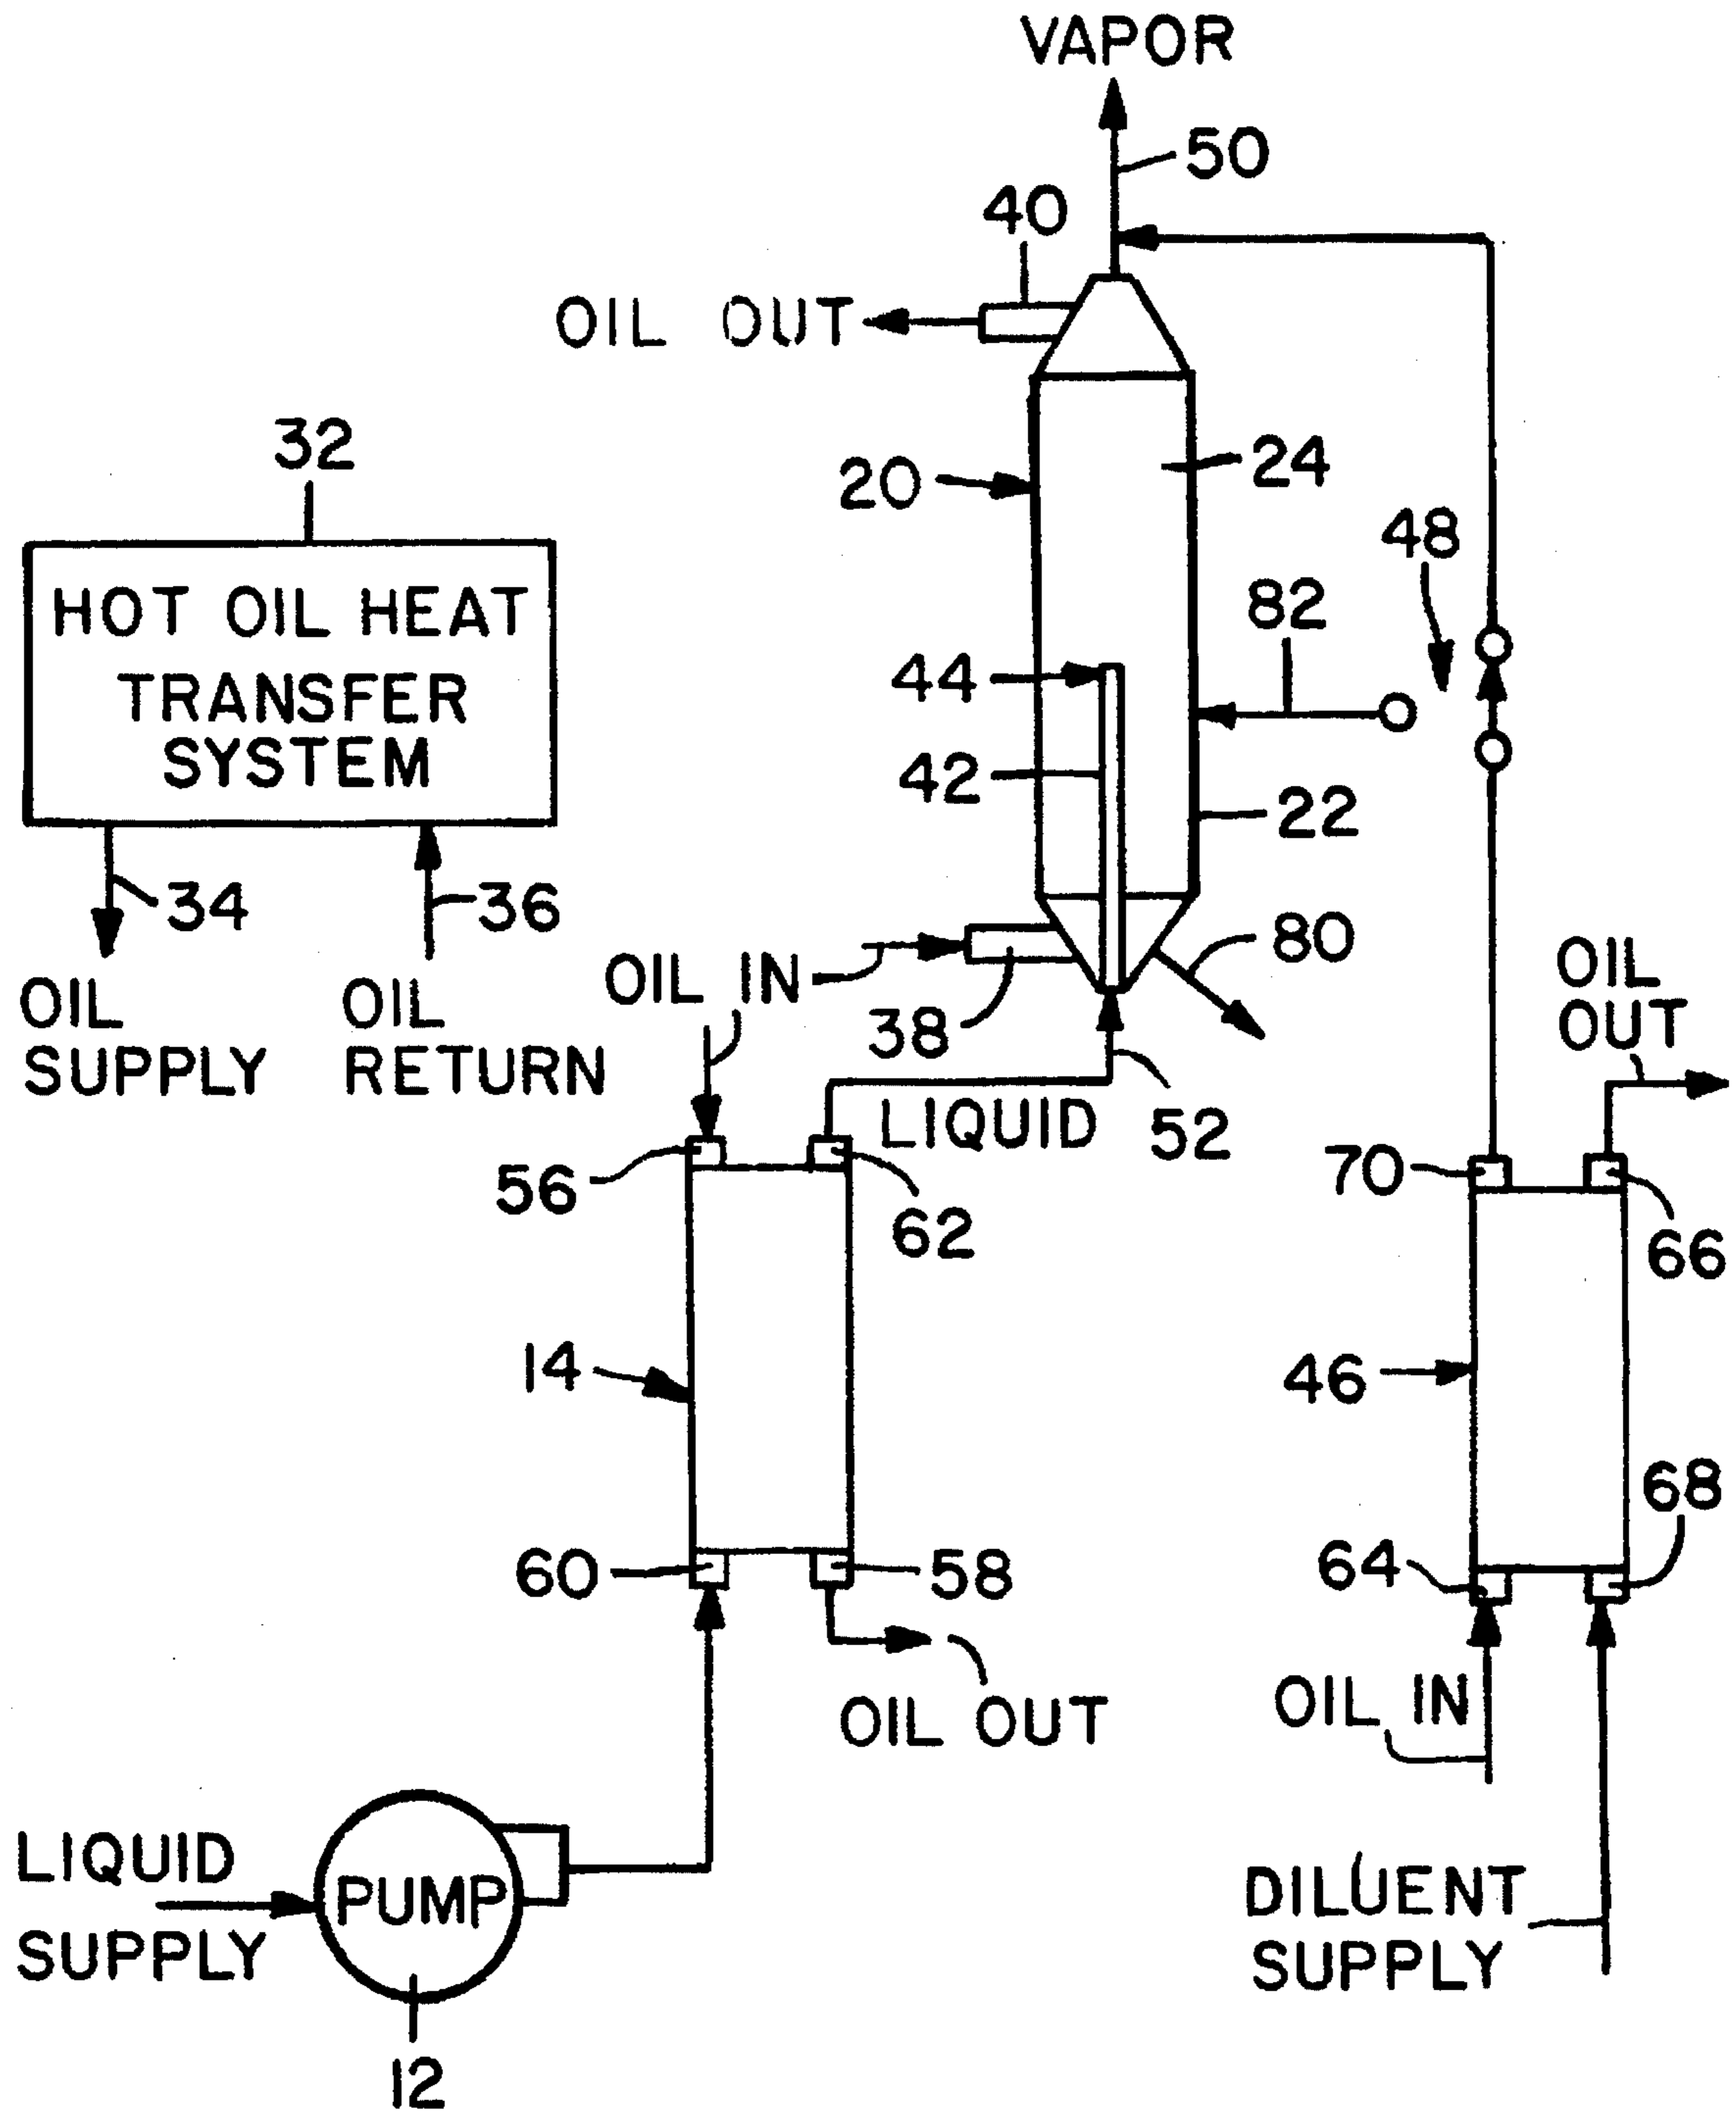 VAPOR
50
40
OIL OUT
32
20
24
48
HOT OIL HEAT
TRANSFER
SYSTEM
82
44
42
22
34
36
80
OIL IN
OIL
SUPPLY
OIL
RETURN
38
OIL
OUT
LIQUID
52
56
62
70
66
14
46
60
58
64
68
OIL OUT
OIL IN
LIQUID
SUPPLY
PUMP
DILUENT
SUPPLY
12